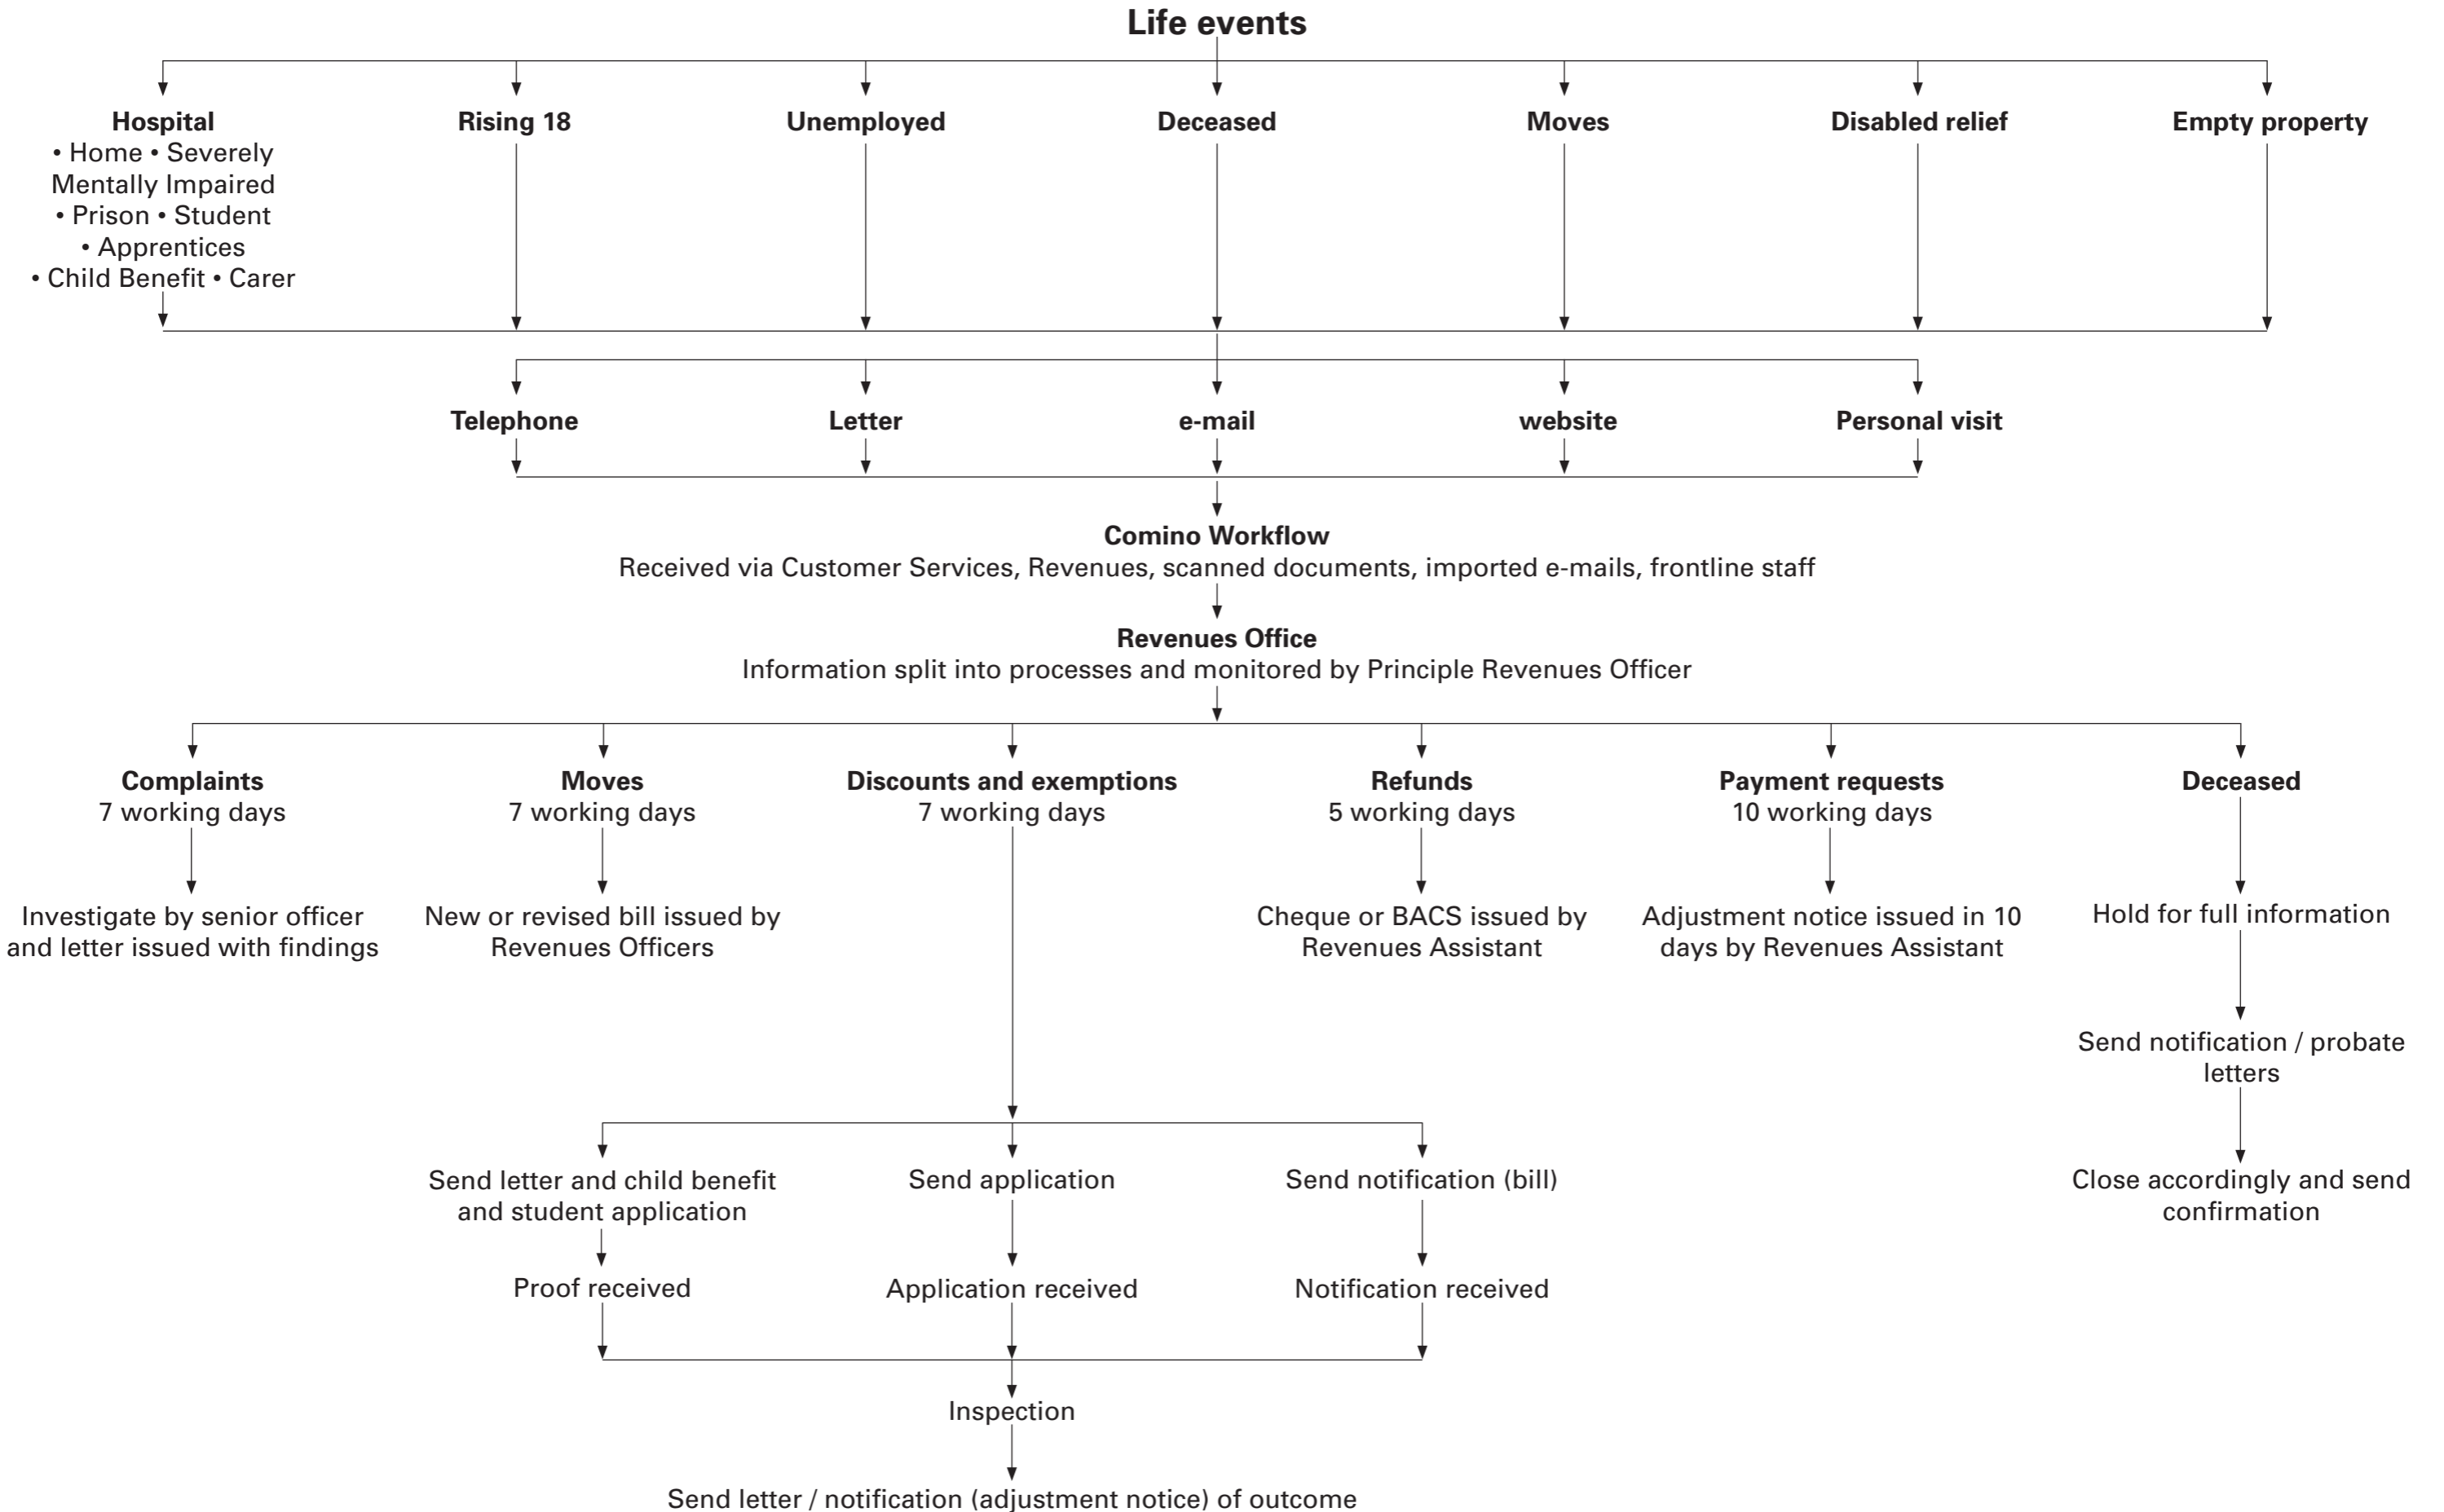 Life events
Hospital
• Home • Severely
Mentally Impaired
• Prison • Student
• Apprentices
• Child Benefit • Carer
Rising 18
Unemployed
Deceased
Moves
Disabled relief
Empty property
Telephone
Letter
e-mail
website
Personal visit
Comino Workflow
Received via Customer Services, Revenues, scanned documents, imported e-mails, frontline staff
Revenues Office
Information split into processes and monitored by Principle Revenues Officer
Complaints
7 working days
Investigate by senior officer
and letter issued with findings
Moves
7 working days
New or revised bill issued by
Revenues Officers
Discounts and exemptions
7 working days
Refunds
5 working days
Cheque or BACS issued by
Revenues Assistant
Payment requests
10 working days
Adjustment notice issued in 10
days by Revenues Assistant
Deceased
Hold for full information
Send notification / probate
letters
Close accordingly and send
confirmation
Send letter and child benefit
and student application
Proof received
Send application
Application received
Send notification (bill)
Notification received
Inspection
Send letter / notification (adjustment notice) of outcome